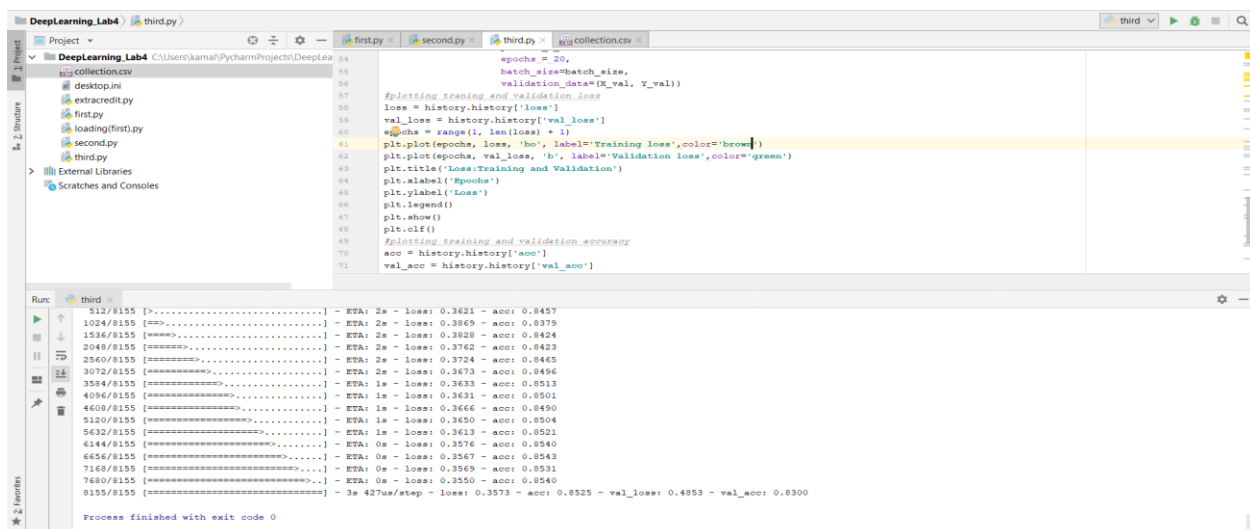 DeepLearning_Lab4 third.py
third
Project
first.py second.py third.py collection.csv
1: Project
DeepLearning_Lab4 C:\Users\kamal\PycharmProjects\DeepLea
collection.csv
desktop.ini
extracredit.py
first.py
loading(first).py
second.py
third.py
External Libraries
Scratches and Consoles
Z: Structure
54 epochs = 20,
55 batch_size=batch_size,
56 validation_data=(X_val, Y_val))
57 #plotting traning and validation loss
58 loss = history.history['loss']
59 val_loss = history.history['val_loss']
60 epochs = range(1, len(loss) + 1)
61 plt.plot(epochs, loss, 'bo', label='Training loss',color='brown')
62 plt.plot(epochs, val_loss, 'b', label='Validation loss',color='green')
63 plt.title('Loss:Training and Validation')
64 plt.xlabel('Epochs')
65 plt.ylabel('Loss')
66 plt.legend()
67 plt.show()
68 plt.clf()
69 #plotting training and validation accuracy
70 acc = history.history['acc']
71 val_acc = history.history['val_acc']
Run: third
512/8155 [>.............................] - ETA: 2s - loss: 0.3621 - acc: 0.8457
1024/8155 [==>...........................] - ETA: 2s - loss: 0.3869 - acc: 0.8379
1536/8155 [====>.........................] - ETA: 2s - loss: 0.3828 - acc: 0.8424
2048/8155 [======>.......................] - ETA: 2s - loss: 0.3762 - acc: 0.8423
2560/8155 [========>.....................] - ETA: 2s - loss: 0.3724 - acc: 0.8465
3072/8155 [==========>...................] - ETA: 2s - loss: 0.3673 - acc: 0.8496
3584/8155 [============>.................] - ETA: 1s - loss: 0.3633 - acc: 0.8513
4096/8155 [==============>...............] - ETA: 1s - loss: 0.3631 - acc: 0.8501
4608/8155 [===============>..............] - ETA: 1s - loss: 0.3666 - acc: 0.8490
5120/8155 [=================>............] - ETA: 1s - loss: 0.3650 - acc: 0.8504
5632/8155 [===================>..........] - ETA: 1s - loss: 0.3613 - acc: 0.8521
6144/8155 [=====================>........] - ETA: 0s - loss: 0.3576 - acc: 0.8540
6656/8155 [=======================>......] - ETA: 0s - loss: 0.3567 - acc: 0.8543
7168/8155 [=========================>....] - ETA: 0s - loss: 0.3569 - acc: 0.8531
7680/8155 [===========================>..] - ETA: 0s - loss: 0.3550 - acc: 0.8540
8155/8155 [==============================] - 3s 427us/step - loss: 0.3573 - acc: 0.8525 - val_loss: 0.4853 - val_acc: 0.8300
Process finished with exit code 0
2: Favorites